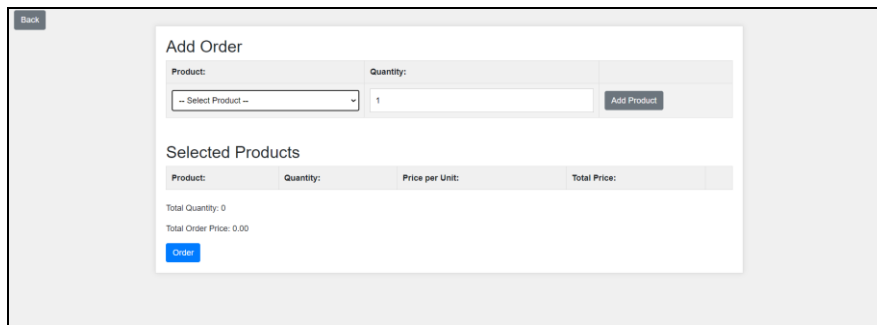 Back
Add Order
Product: Quantity:
-- Select Product -- 1 Add Product
Selected Products
Product: Quantity: Price per Unit: Total Price:
Total Quantity: 0
Total Order Price: 0.00
Order